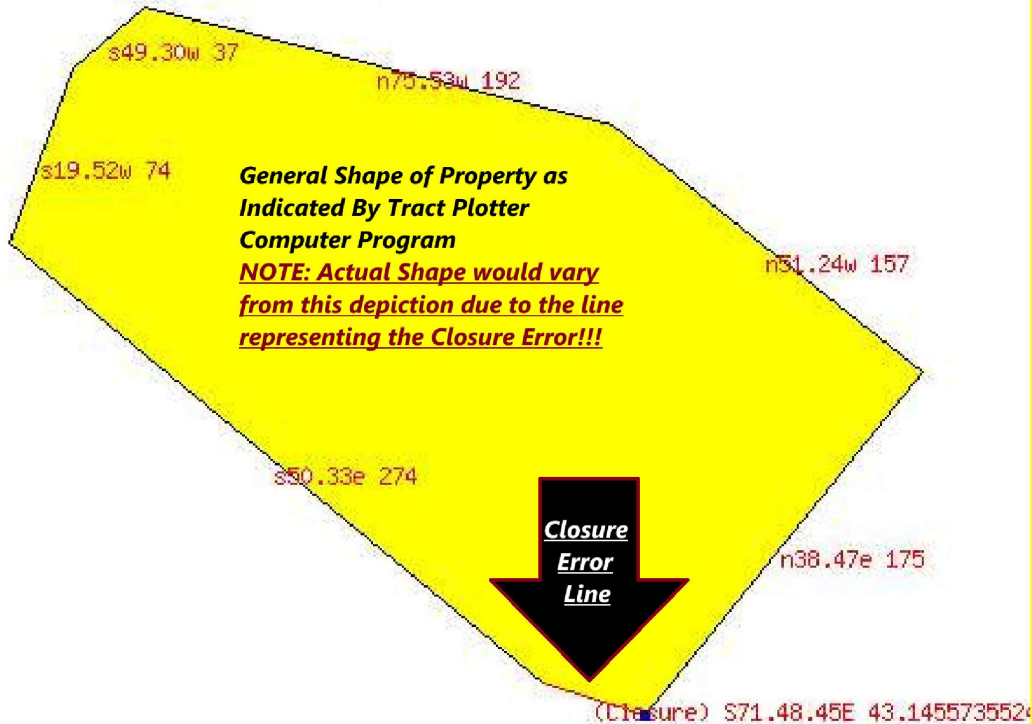 s49.30w 37
n75.53w 192
s19.52w 74
General Shape of Property as
Indicated By Tract Plotter
Computer Program
NOTE: Actual Shape would vary
from this depiction due to the line
representing the Closure Error!!!
n51.24w 157
s50.33e 274
Closure
Error
Line
n38.47e 175
(Closure) S71.48.45E 43.145573552